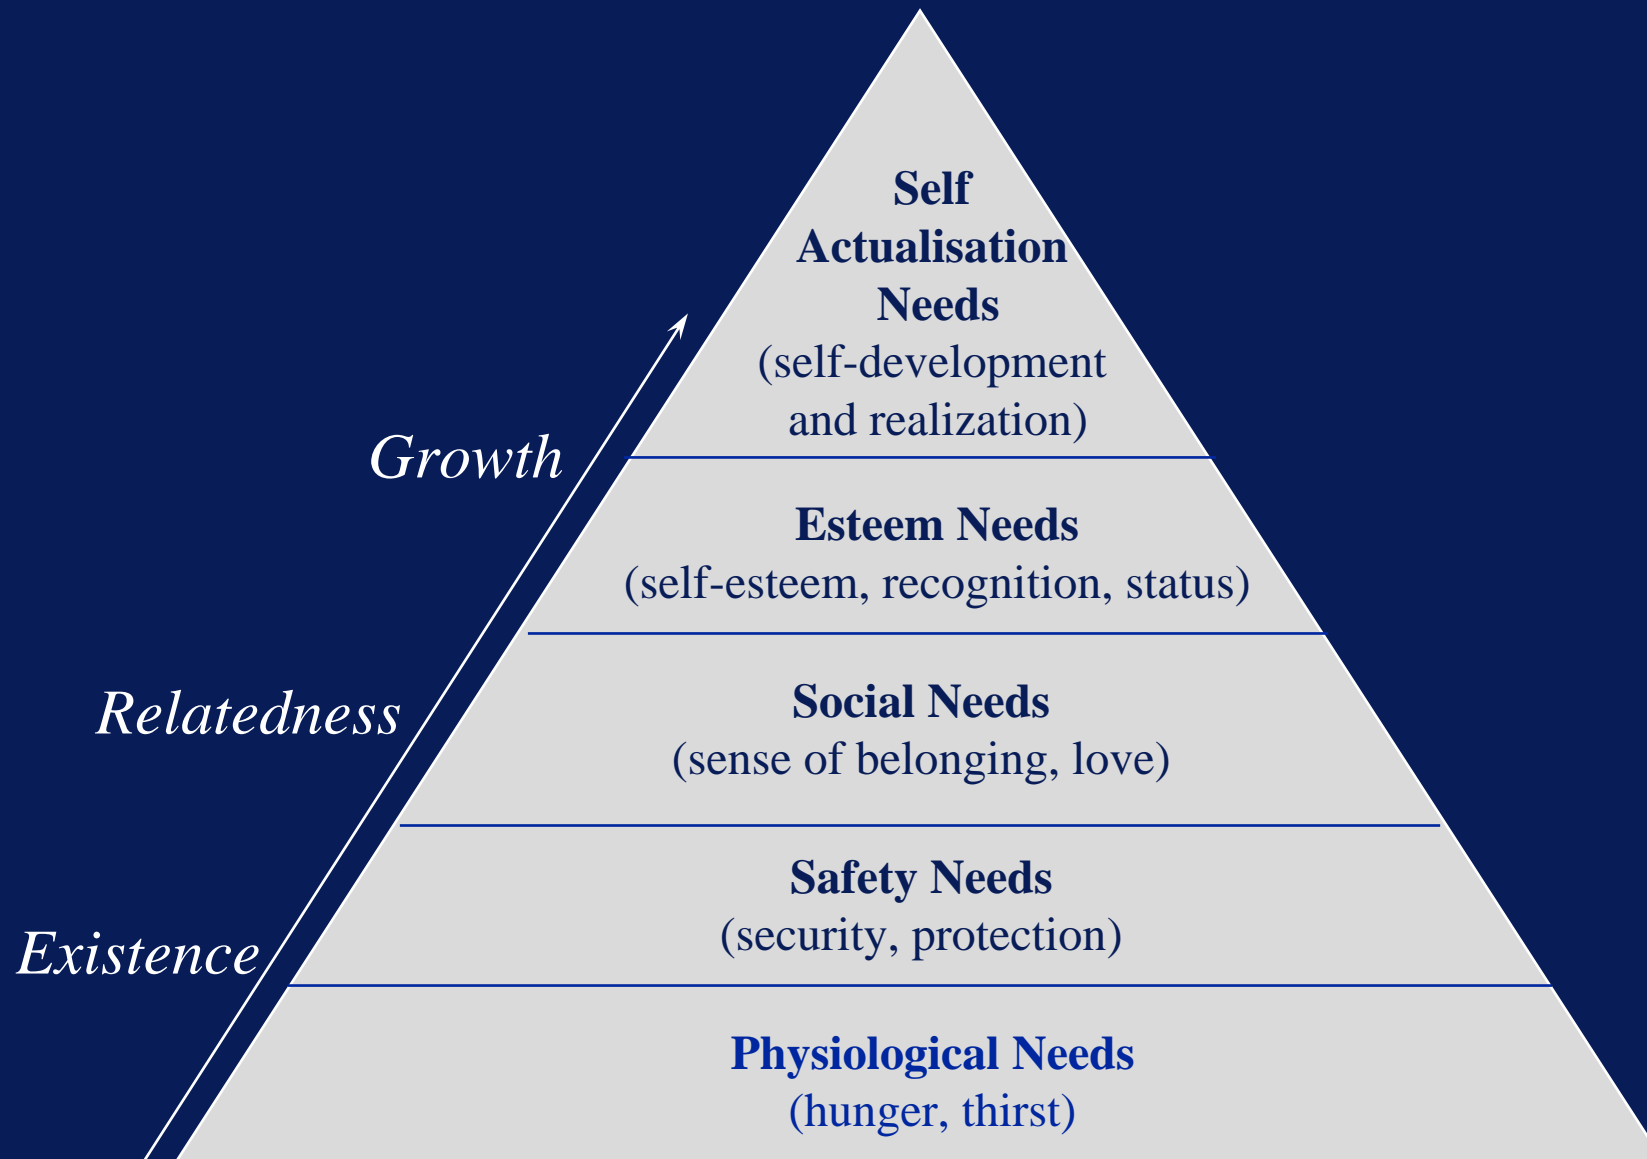 Self
Actualisation
Needs
(self-development
and realization)
Growth
Esteem Needs
(self-esteem, recognition, status)
Relatedness
Social Needs
(sense of belonging, love)
Safety Needs
(security, protection)
Existence
Physiological Needs
(hunger, thirst)